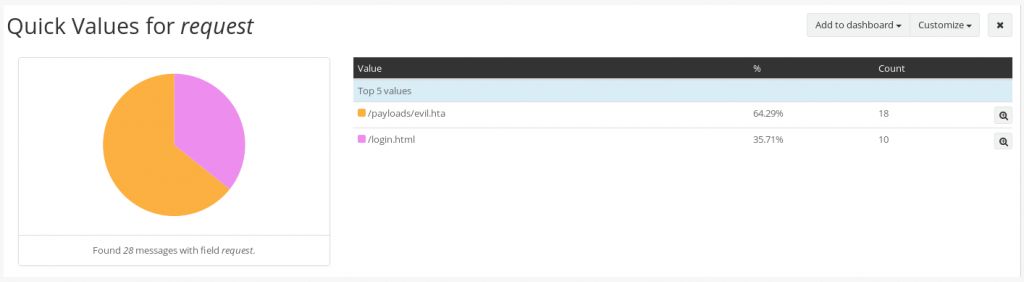 Quick Values for request
Add to dashboard Customize
Value % Count
Top 5 values
/payloads/evil.hta 64.29% 18
/login.html 35.71% 10
Found 28 messages with field request.